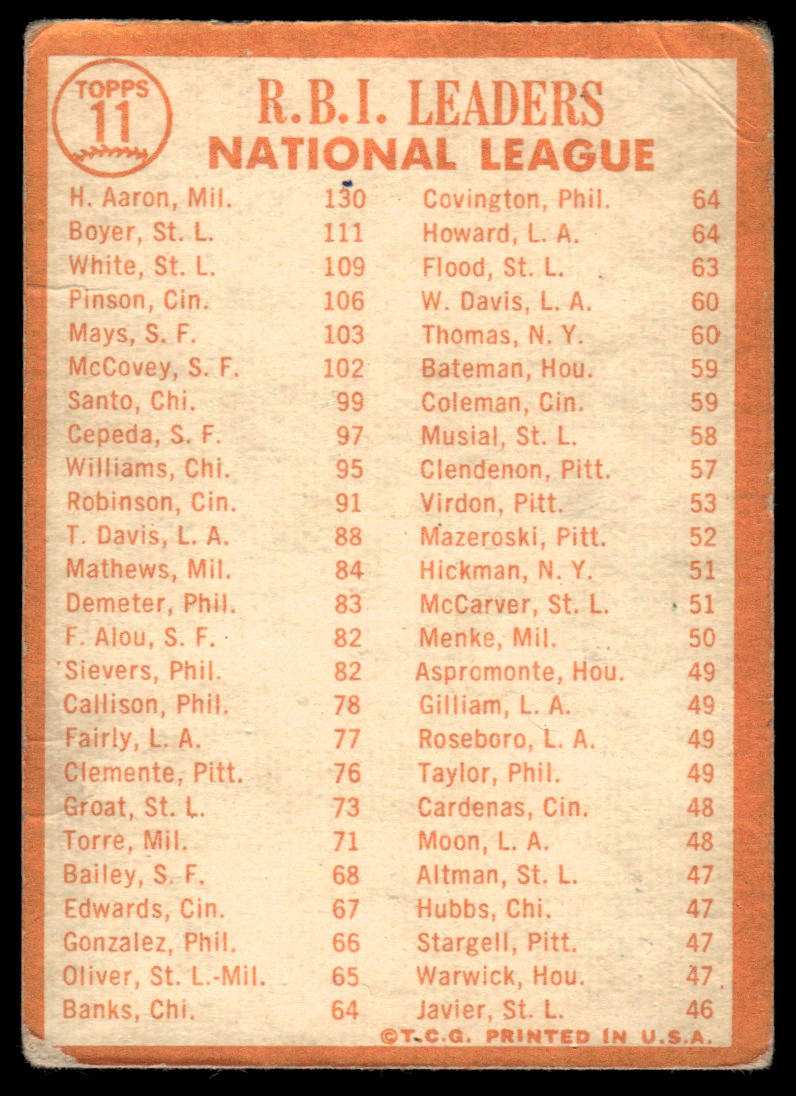 TOPPS
11
R.B.I. LEADERS
NATIONAL LEAGUE
H. Aaron, Mil. 130
Boyer, St. L. 111
White, St. L. 109
Pinson, Cin. 106
Mays, S. F. 103
McCovey, S. F. 102
Santo, Chi. 99
Cepeda, S. F. 97
Williams, Chi. 95
Robinson, Cin. 91
T. Davis, L. A. 88
Mathews, Mil. 84
Demeter, Phil. 83
F. Alou, S. F. 82
Sievers, Phil. 82
Callison, Phil. 78
Fairly, L. A. 77
Clemente, Pitt. 76
Groat, St. L. 73
Torre, Mil. 71
Bailey, S. F. 68
Edwards, Cin. 67
Gonzalez, Phil. 66
Oliver, St. L.-Mil. 65
Banks, Chi. 64
Covington, Phil. 64
Howard, L. A. 64
Flood, St. L. 63
W. Davis, L. A. 60
Thomas, N. Y. 60
Bateman, Hou. 59
Coleman, Cin. 59
Musial, St. L. 58
Clendenon, Pitt. 57
Virdon, Pitt. 53
Mazeroski, Pitt. 52
Hickman, N. Y. 51
McCarver, St. L. 51
Menke, Mil. 50
Aspromonte, Hou. 49
Gilliam, L. A. 49
Roseboro, L. A. 49
Taylor, Phil. 49
Cardenas, Cin. 48
Moon, L. A. 48
Altman, St. L. 47
Hubbs, Chi. 47
Stargell, Pitt. 47
Warwick, Hou. 47
Javier, St. L. 46
©T.C.G. PRINTED IN U.S.A.